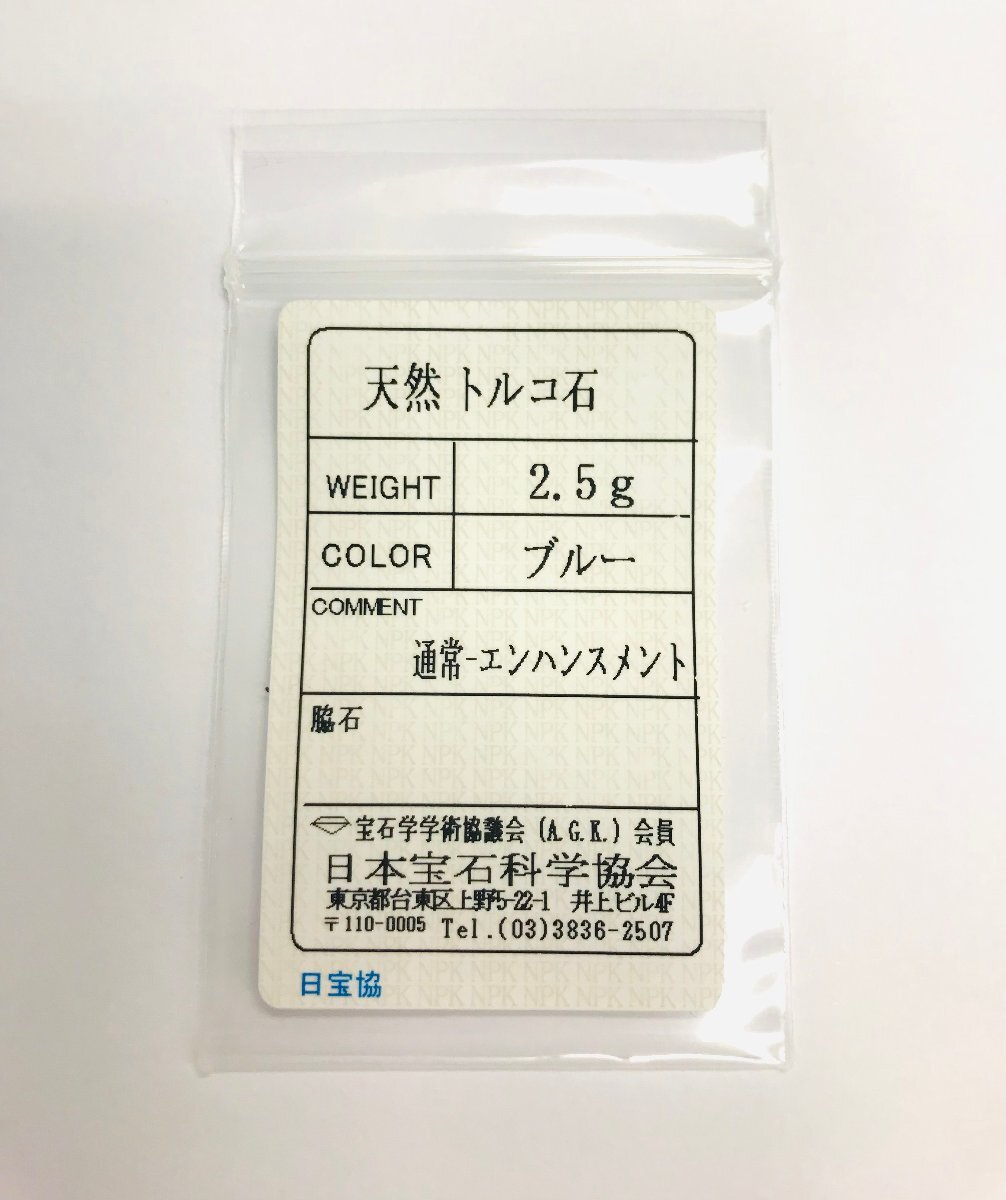 天然 トルコ石
WEIGHT 2.5g
COLOR ブルー
COMMENT
通常-エンハンスメント
脇石
宝石学学術協議会 (A.G.K.) 会員
日本宝石科学協会
東京都台東区上野5-22-1 井上ビル4F
〒110-0005 Tel.(03)3836-2507
日宝協